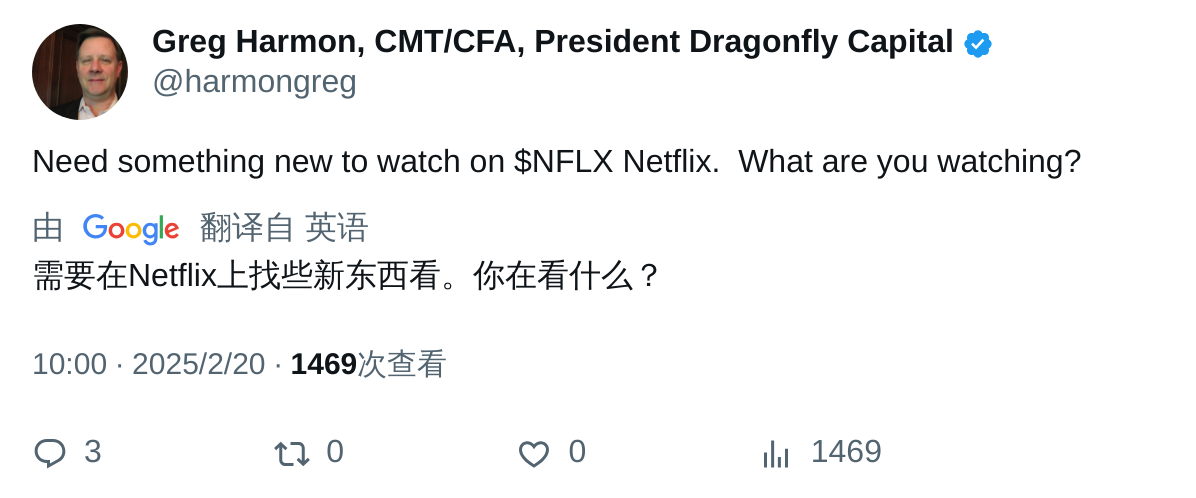 Greg Harmon, CMT/CFA, President Dragonfly Capital
@harmongreg
Need something new to watch on $NFLX Netflix.  What are you watching?
由 Google 翻译自 英语
需要在Netflix上找些新东西看。你在看什么？
10:00 · 2025/2/20 · 1469次查看
3 0 0 1469